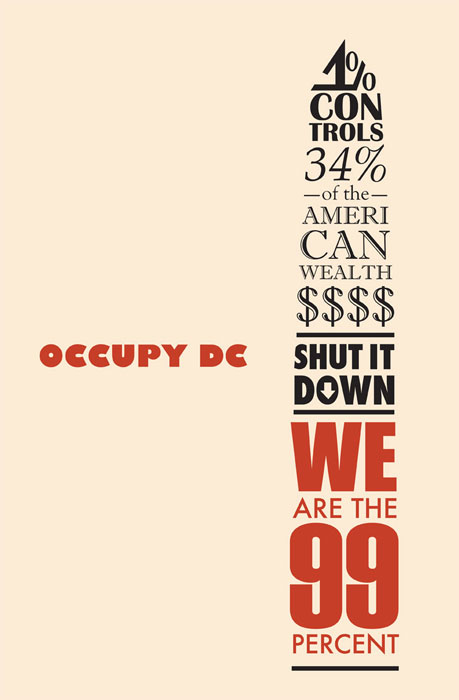 1%
CON
TROLS
34%
—of the—
AMERI
CAN
WEALTH
$$$$
OCCUPY DC
SHUT IT
DOWN
WE
ARE THE
99
PERCENT